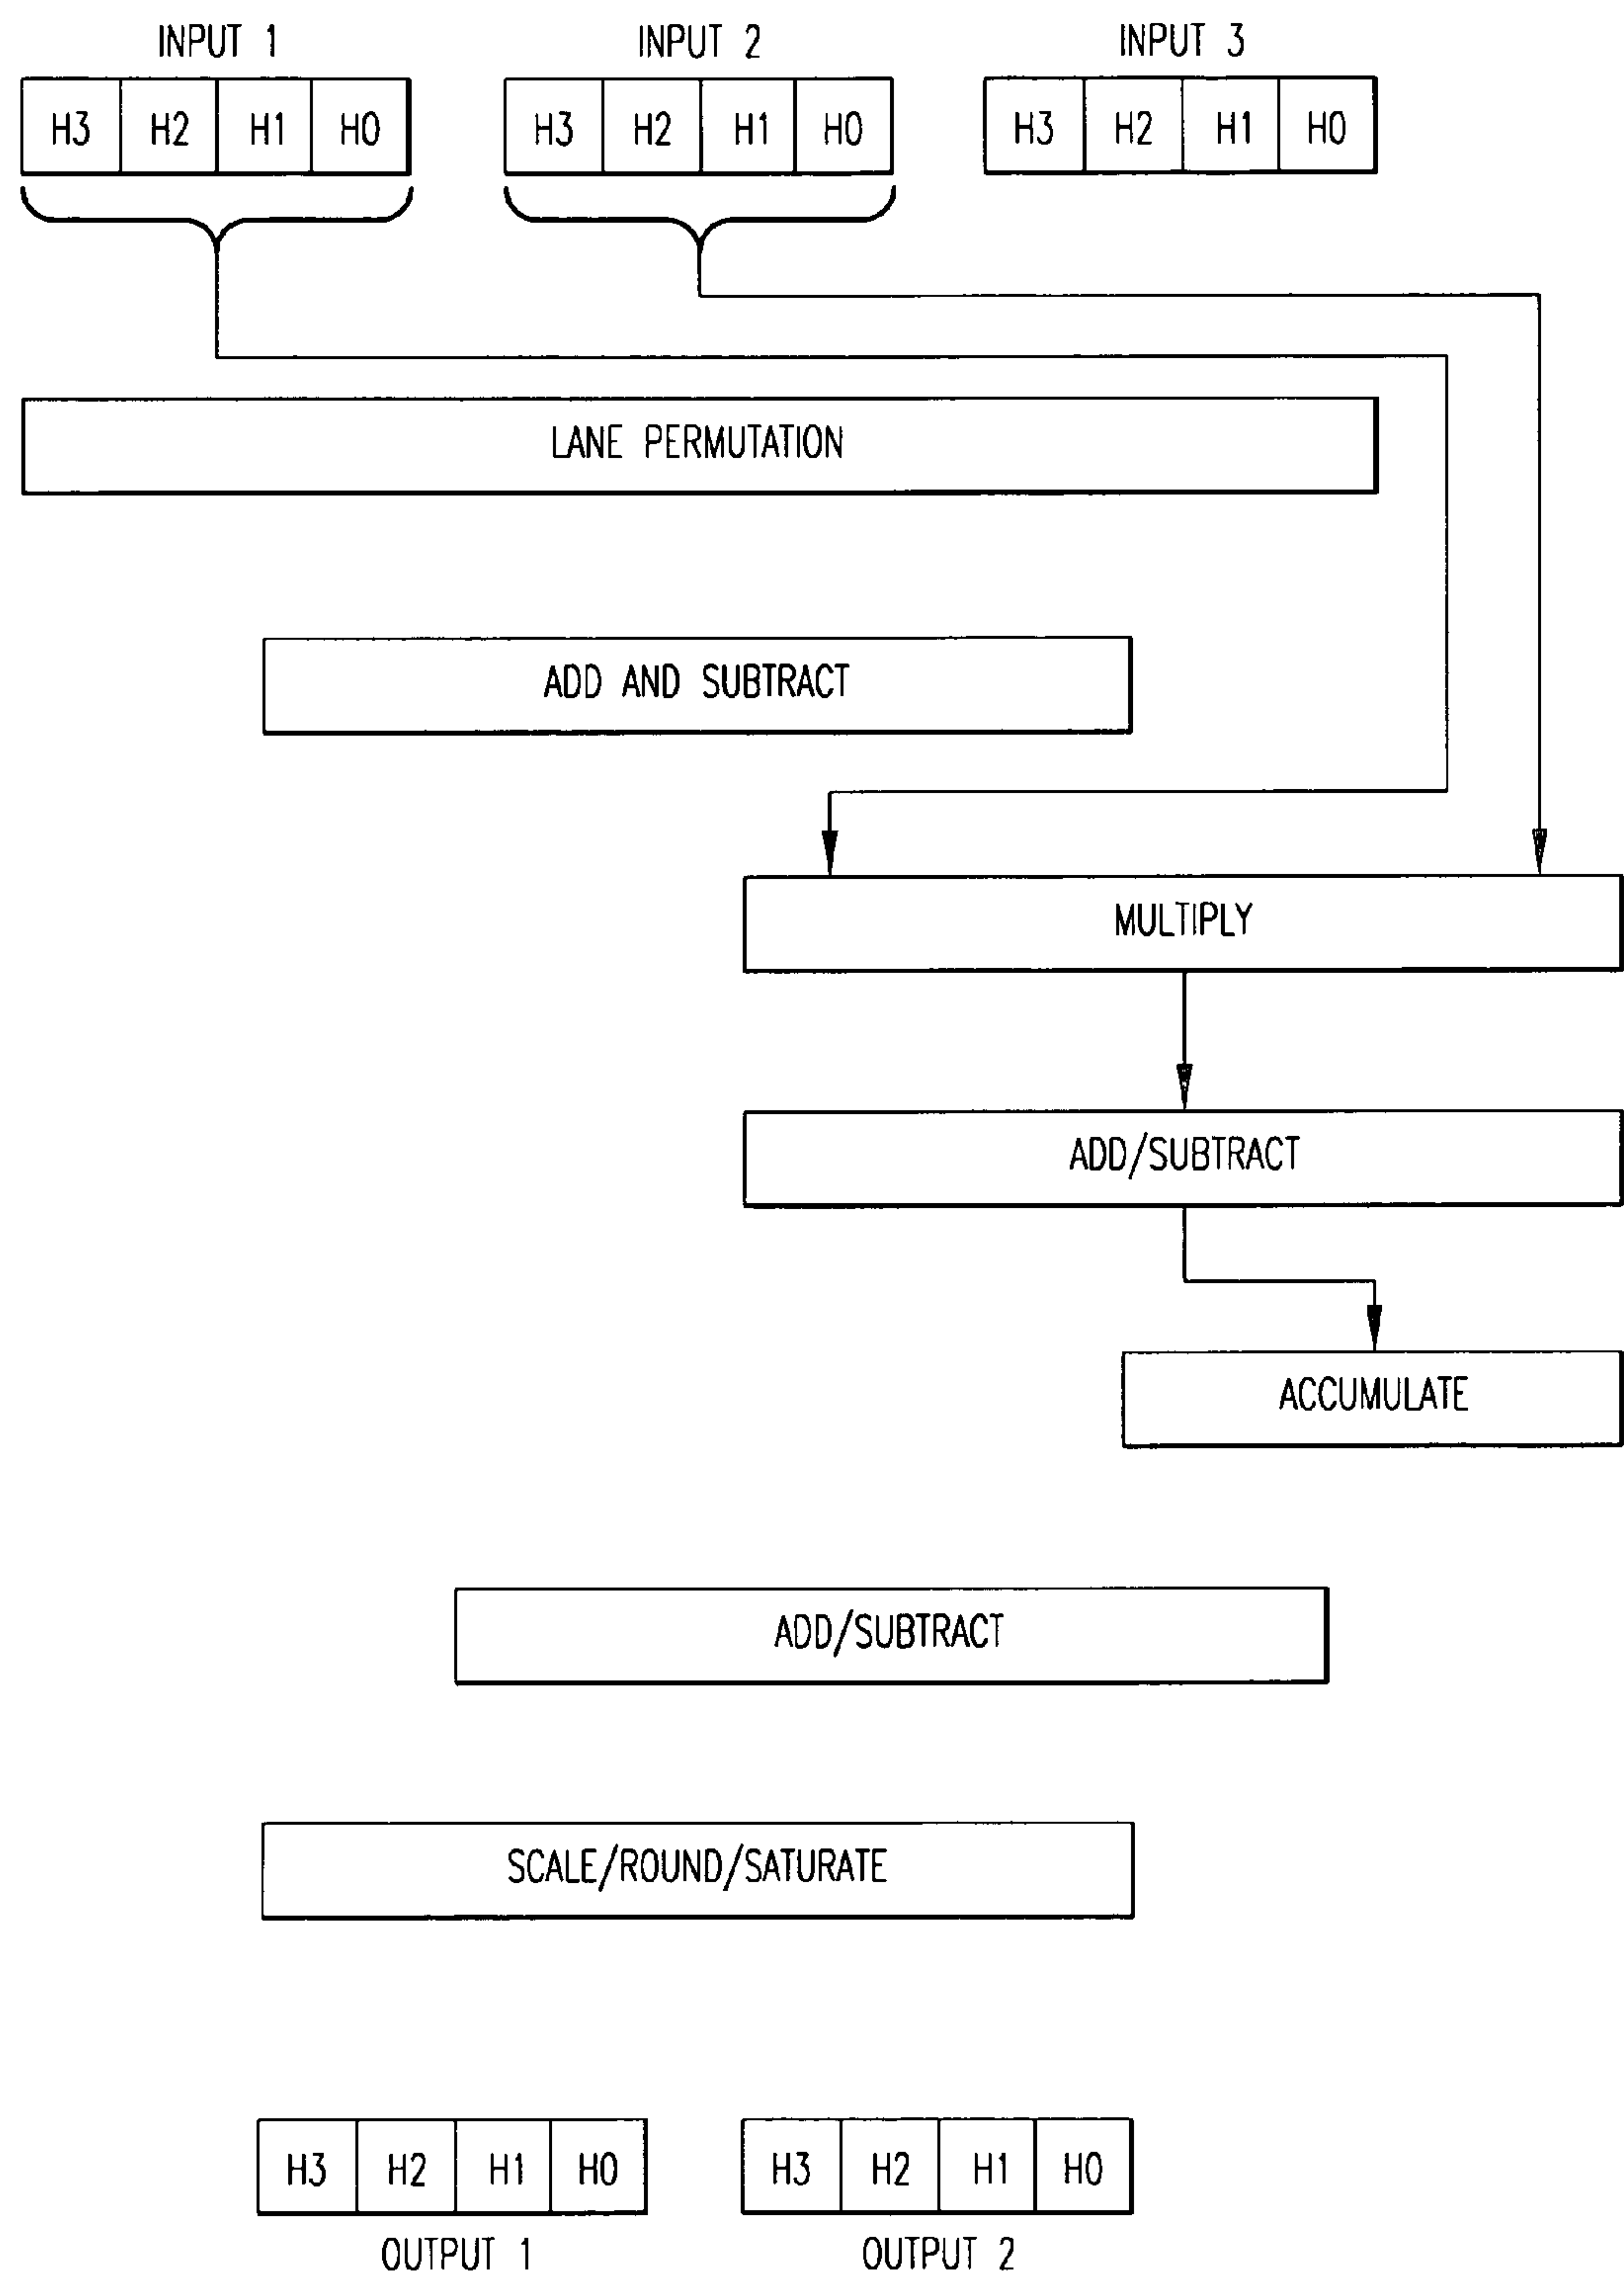 INPUT 1 INPUT 2 INPUT 3
H3 H2 H1 H0 H3 H2 H1 H0 H3 H2 H1 H0
LANE PERMUTATION
ADD AND SUBTRACT
MULTIPLY
ADD/SUBTRACT
ACCUMULATE
ADD/SUBTRACT
SCALE/ROUND/SATURATE
H3 H2 H1 H0 H3 H2 H1 H0
OUTPUT 1 OUTPUT 2